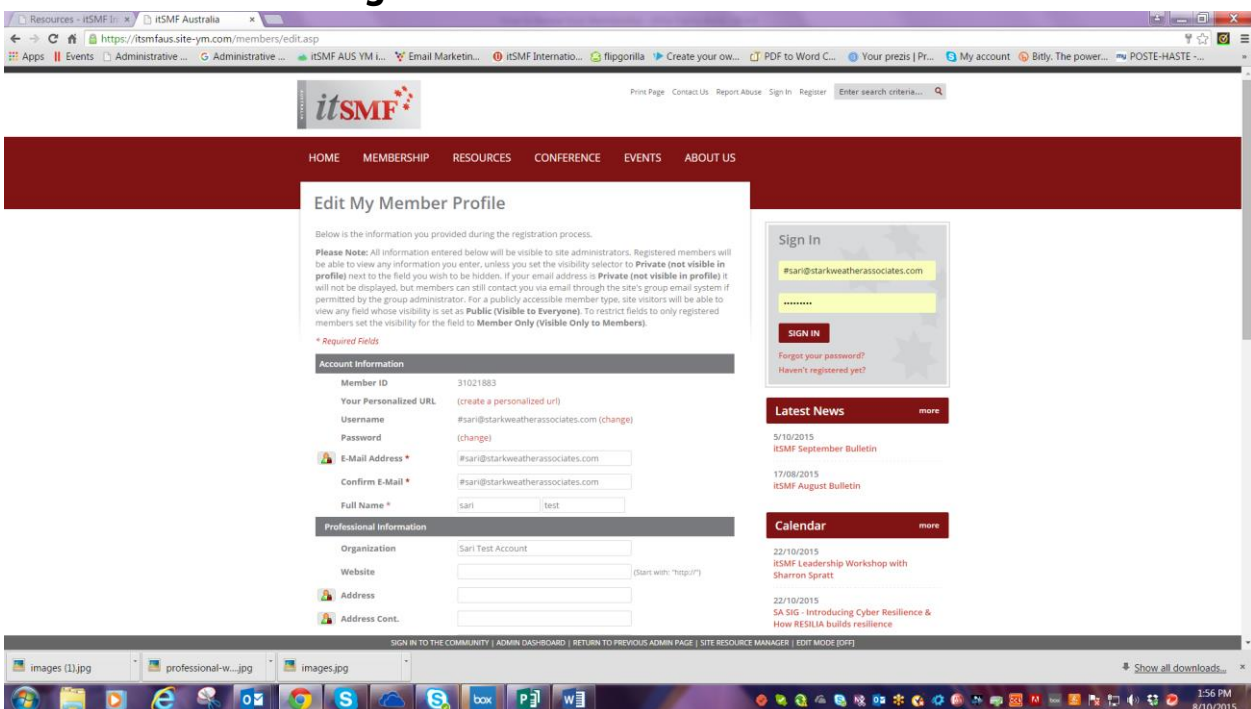 Resources - itSMF In
itSMF Australia
https://itsmfaus.site-ym.com/members/edit.asp
Apps Events Administrative ... Administrative ... itSMF AUS YM i... Email Marketin... itSMF Internatio... flipgorilla Create your ow... PDF to Word C... Your prezis | Pr... My account Bitly. The power... POSTE-HASTE -...
itSMF
Print Page Contact Us Report Abuse Sign In Register Enter search criteria...
HOME MEMBERSHIP RESOURCES CONFERENCE EVENTS ABOUT US
Edit My Member Profile
Below is the information you provided during the registration process.
Please Note: All information entered below will be visible to site administrators. Registered members will
be able to view any information you enter, unless you set the visibility selector to Private (not visible in
profile) next to the field you wish to be hidden. If your email address is Private (not visible in profile) it
will not be displayed, but members can still contact you via email through the site's group email system if
permitted by the group administrator. For a publicly accessible member type, site visitors will be able to
view any field whose visibility is set as Public (Visible to Everyone). To restrict fields to only registered
members set the visibility for the field to Member Only (Visible Only to Members).
* Required Fields
Account Information
Member ID 31021883
Your Personalized URL (create a personalized url)
Username #sari@starkweatherassociates.com (change)
Password (change)
E-Mail Address * #sari@starkweatherassociates.com
Confirm E-Mail * #sari@starkweatherassociates.com
Full Name * sari test
Professional Information
Organization Sari Test Account
Website (Start with: "http://")
Address
Address Cont.
Sign In
#sari@starkweatherassociates.com
•••••••••
SIGN IN
Forgot your password?
Haven't registered yet?
Latest News more
5/10/2015
itSMF September Bulletin
17/08/2015
itSMF August Bulletin
Calendar more
22/10/2015
itSMF Leadership Workshop with
Sharron Spratt
22/10/2015
SA SIG - Introducing Cyber Resilience &
How RESILIA builds resilience
SIGN IN TO THE COMMUNITY | ADMIN DASHBOARD | RETURN TO PREVIOUS ADMIN PAGE | SITE RESOURCE MANAGER | EDIT MODE [OFF]
images (1).jpg professional-w....jpg images.jpg Show all downloads...
box
1:56 PM
8/10/2015